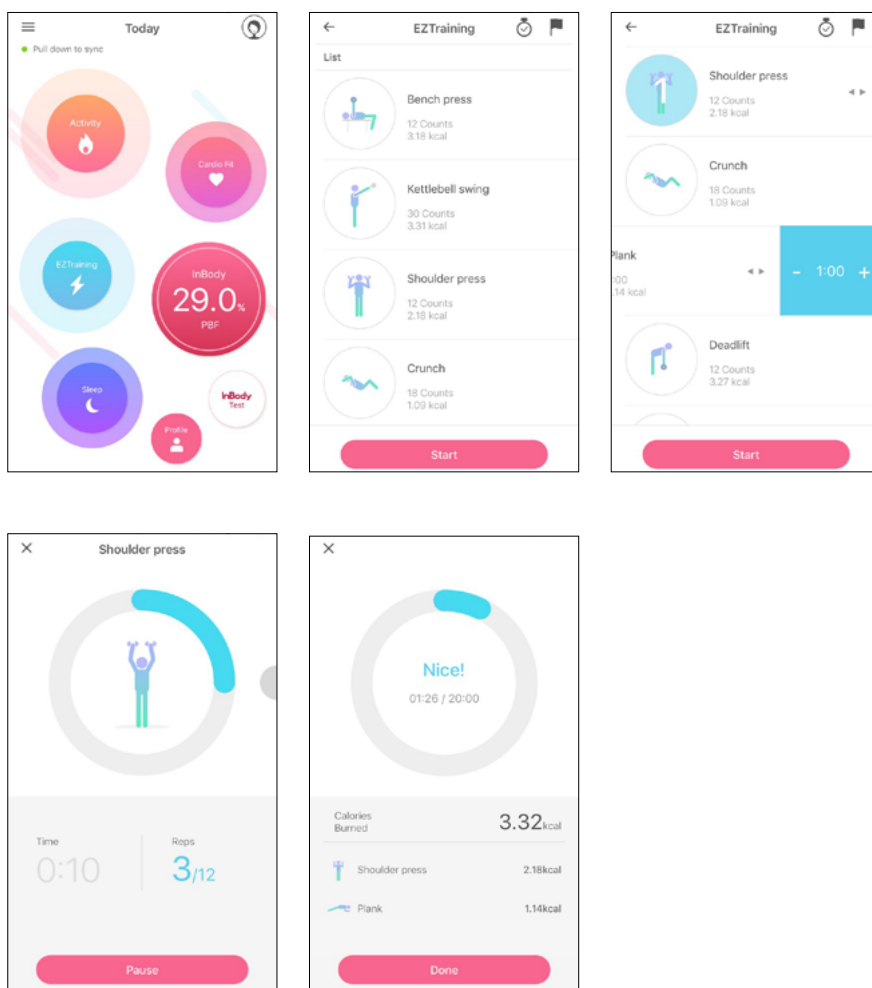 Today
Pull down to sync
Activity
Cardio Fit
EZTraining
InBody
29.0%
PBF
Sleep
InBody
Test
Profile
EZTraining
List
Bench press
12 Counts
3.18 kcal
Kettlebell swing
30 Counts
3.31 kcal
Shoulder press
12 Counts
2.18 kcal
Crunch
18 Counts
1.09 kcal
Start
EZTraining
1
Shoulder press
12 Counts
2.18 kcal
Crunch
18 Counts
1.09 kcal
Plank
:00
.14 kcal
- 1:00 +
Deadlift
12 Counts
3.27 kcal
Start
Shoulder press
Time
0:10
Reps
3/12
Pause
Nice!
01:26 / 20:00
Calories
Burned
3.32kcal
Shoulder press 2.18kcal
Plank 1.14kcal
Done